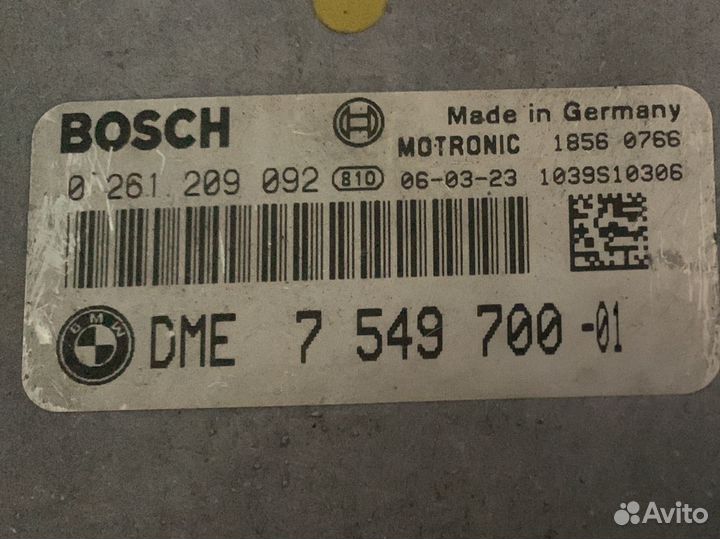 BOSCH
Made in Germany
MOTRONIC 1856 0766
0 261 209 092 810 06-03-23 1039S10306
BMW DME 7 549 700-01
Avito